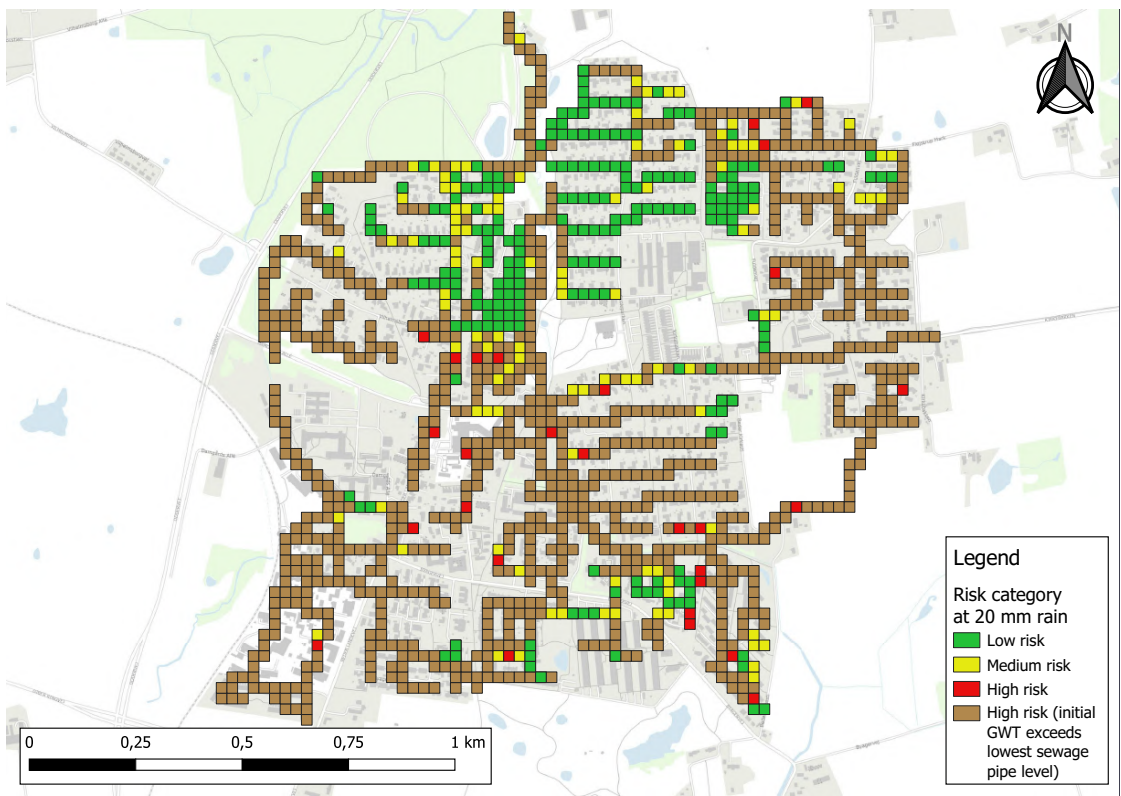 N
Legend
Risk category
at 20 mm rain
Low risk
Medium risk
High risk
High risk (initial
GWT exceeds
lowest sewage
pipe level)
0 0,25 0,5 0,75 1 km